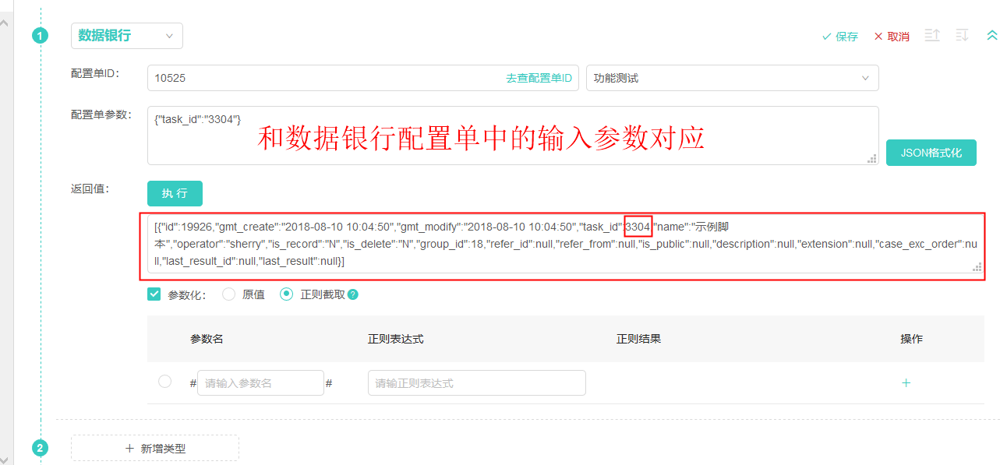 1 数据银行 保存 取消
配置单ID: 10525 去查配置单ID 功能测试
配置单参数: {"task_id":"3304"}
和数据银行配置单中的输入参数对应
JSON格式化
返回值: 执 行
[{"id":19926,"gmt_create":"2018-08-10 10:04:50","gmt_modify":"2018-08-10 10:04:50","task_id":3304,"name":"示例脚
本","operator":"sherry","is_record":"N","is_delete":"N","group_id":18,"refer_id":null,"refer_from":null,"is_public":null,"description":null,"extension":null,"case_exc_order":nu
ll,"last_result_id":null,"last_result":null}]
参数化: 原值 正则截取 ?
参数名 正则表达式 正则结果 操作
# 请输入参数名 # 请输正则表达式 +
2 + 新增类型